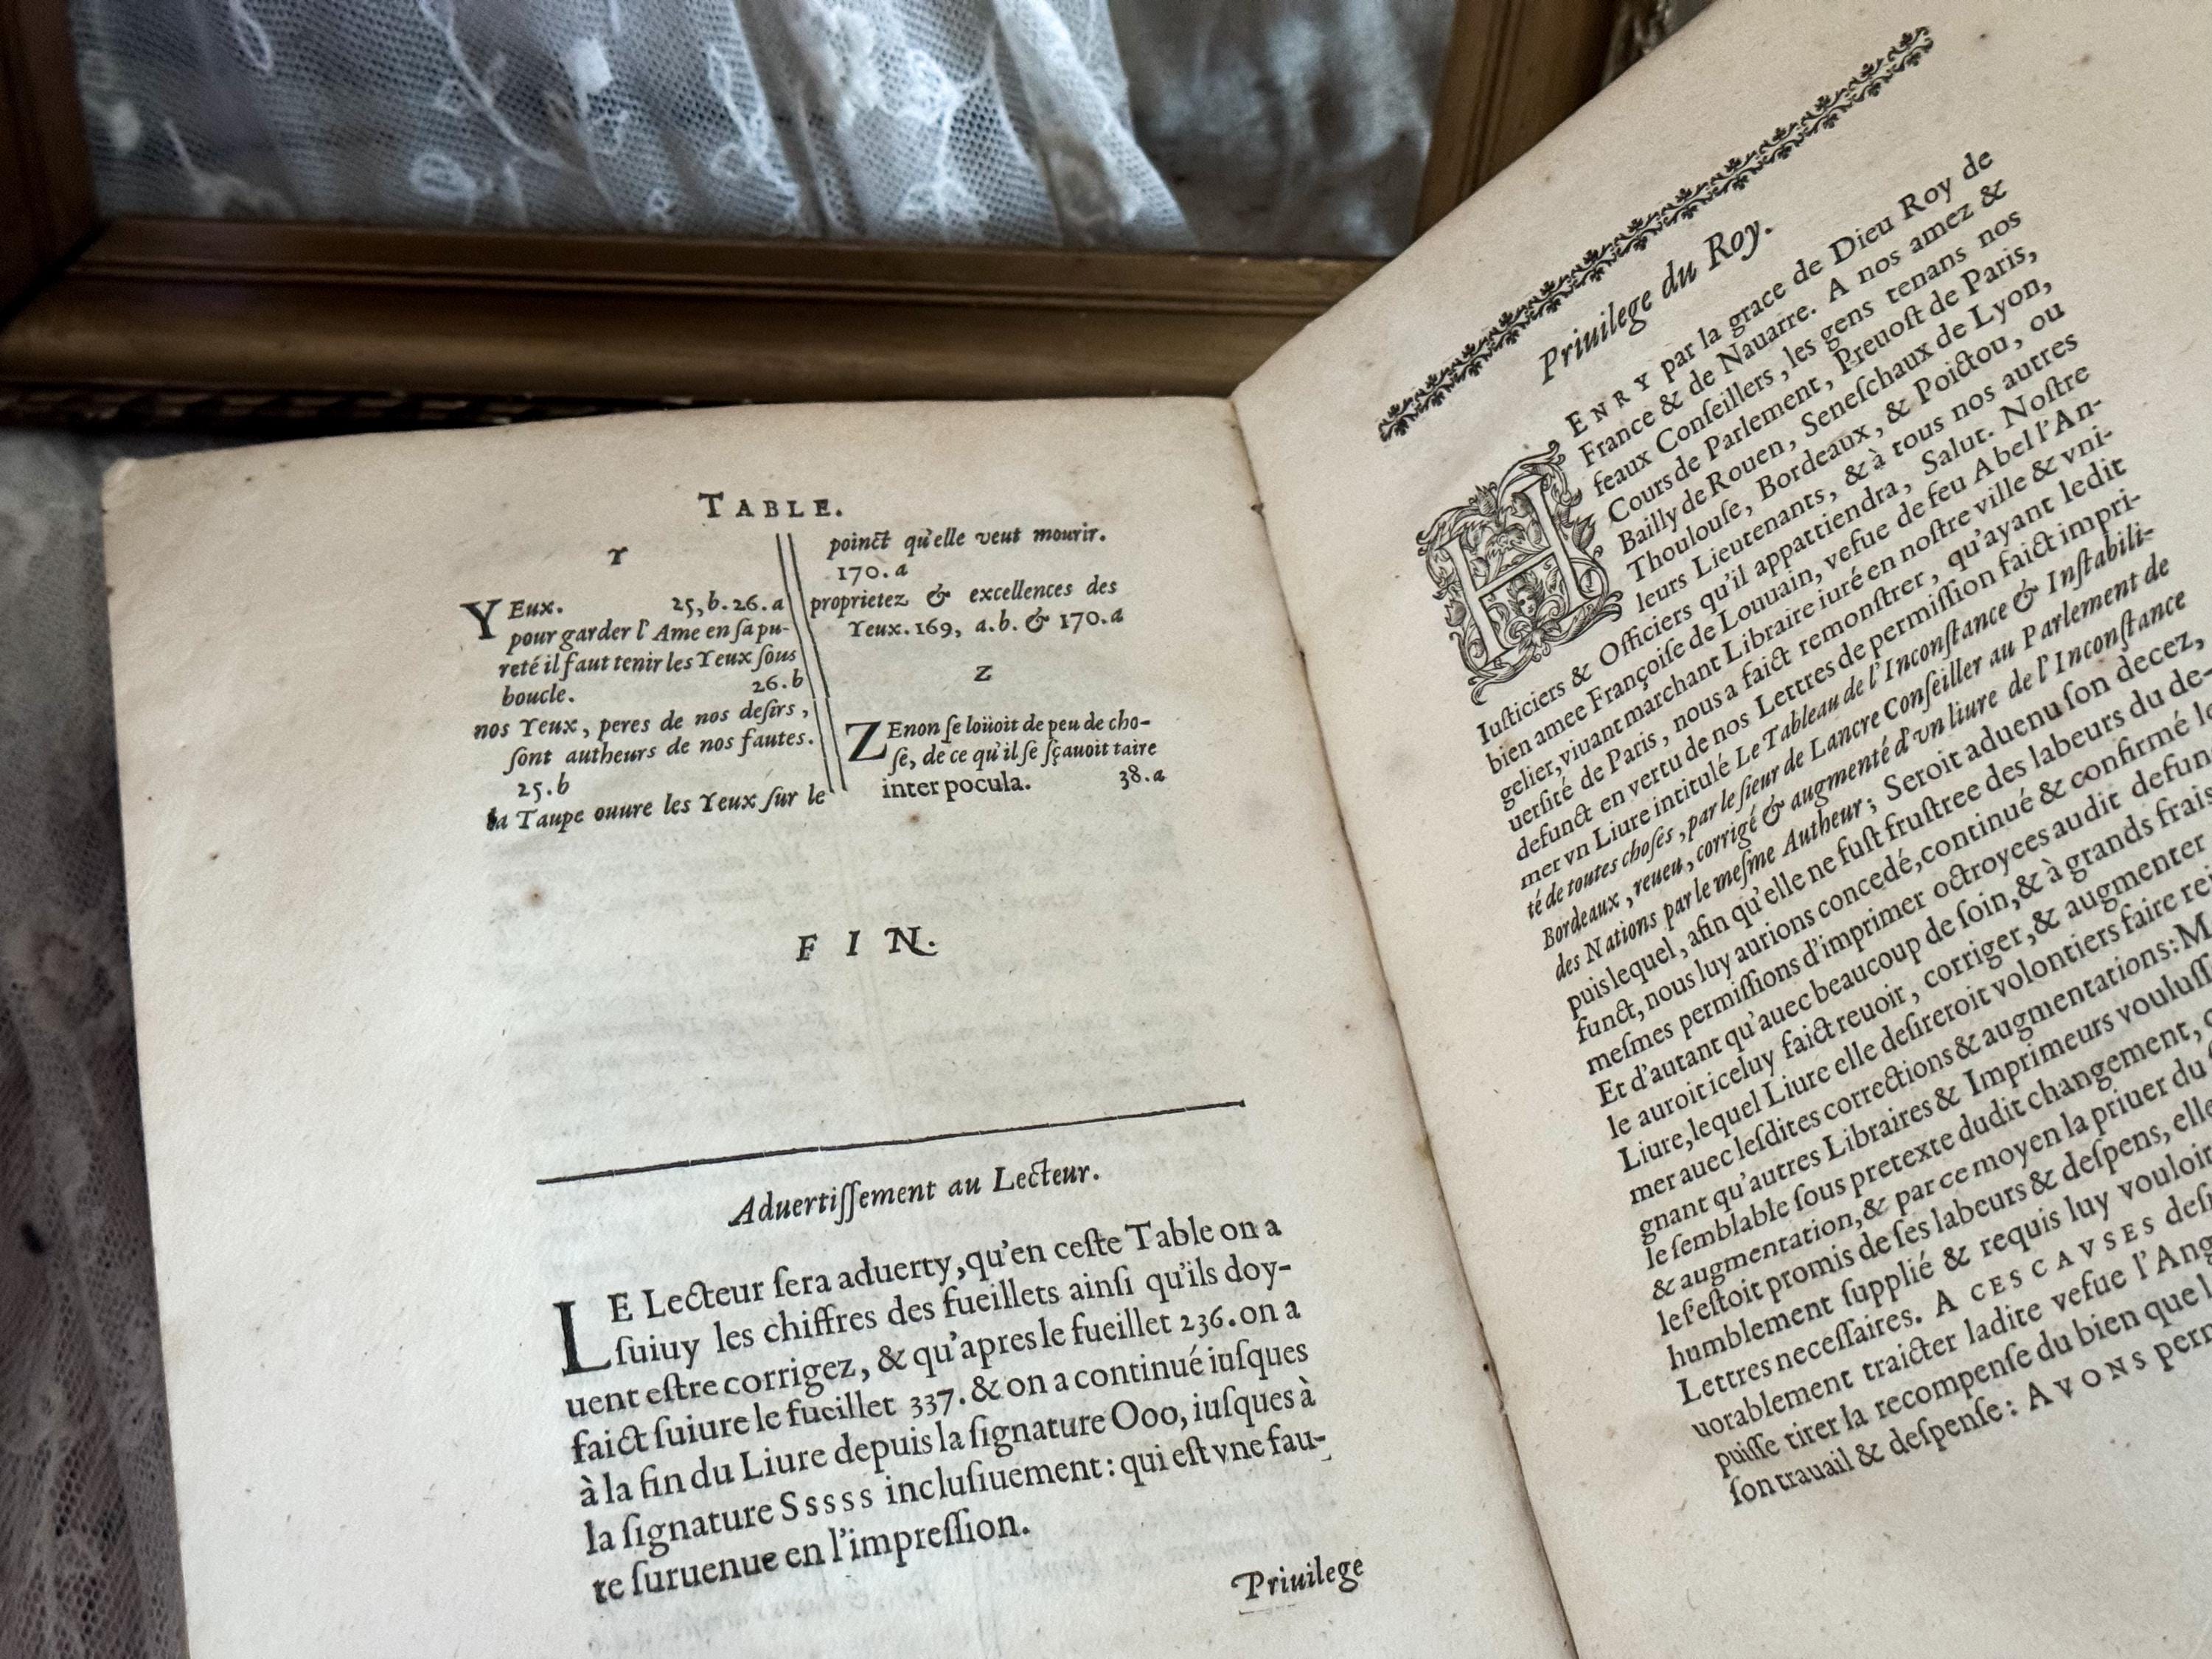 TABLE.
Y
YEux. 25, b. 26. a
pour garder l'Ame en ſa pu-
reté il faut tenir les Yeux ſous
boucle. 26. b
nos Yeux, peres de nos deſirs,
ſont autheurs de nos fautes.
25. b
la Taupe ouure les Yeux ſur le
poinct qu'elle veut mourir.
170. a
proprietez & excellences des
Yeux. 169, a. b. & 170. a
Z
ZEnon ſe loüoit de peu de cho-
ſe, de ce qu'il ſe ſçauoit taire
inter pocula. 38. a
FIN.
Aduertiſſement au Lecteur.
LE Lecteur ſera aduerty, qu'en ceſte Table on a
ſuiuy les chiffres des fueillets ainſi qu'ils doy-
uent eſtre corrigez, & qu'apres le fueillet 236. on a
faict ſuiure le fueillet 337. & on a continué iuſques
à la fin du Liure depuis la ſignature Ooo, iuſques à
la ſignature Sssss incluſiuement : qui eſt vne fau-
te ſuruenue en l'impreſſion.
Priuilege
Priuilege du Roy.
HENRY par la grace de Dieu Roy de
France & de Nauarre. A nos amez &
feaux Conſeillers, les gens tenans nos
Cours de Parlement, Preuoſt de Paris,
Bailly de Rouen, Seneſchaux de Lyon,
Thoulouſe, Bordeaux, & Poictou, ou
leurs Lieutenants, & à tous nos autres
Iuſticiers & Officiers qu'il appartiendra, Salut. Noſtre
bien amee Françoiſe de Louuain, vefue de feu Abel l'An-
gelier, viuant marchant Libraire iuré en noſtre ville & vni-
uerſité de Paris, nous a faict remonſtrer, qu'ayant ledit
defunct en vertu de nos Lettres de permiſſion faict impri-
mer vn Liure intitulé Le Tableau de l'Inconſtance & Inſtabili-
té de toutes choſes, par le ſieur de Lancre Conſeiller au Parlement de
Bordeaux, reueu, corrigé & augmenté d'vn liure de l'Inconſtance
des Nations par le meſme Autheur ; Seroit aduenu ſon decez,
puis lequel, afin qu'elle ne fuſt fruſtree des labeurs du de-
funct, nous luy aurions concedé, continué & confirmé le
meſmes permiſſions d'imprimer octroyees audit defun
Et d'autant qu'auec beaucoup de ſoin, & à grands frais
le auroit iceluy faict reuoir, corriger, & augmenter
Liure, lequel Liure elle deſireroit volontiers faire rei
mer auec leſdites corrections & augmentations : M
gnant qu'autres Libraires & Imprimeurs vouluſſ
le ſemblable ſous pretexte dudit changement,
& augmentation, & par ce moyen la priuer du
leſ'eſtoit promis de ſes labeurs & deſpens, elle
humblement ſupplié & requis luy vouloir
Lettres neceſſaires. A CES CAVSES deſ
uorablement traicter ladite vefue l'Ang
puiſſe tirer la recompenſe du bien que l
ſon trauail & deſpenſe : AVONS perm